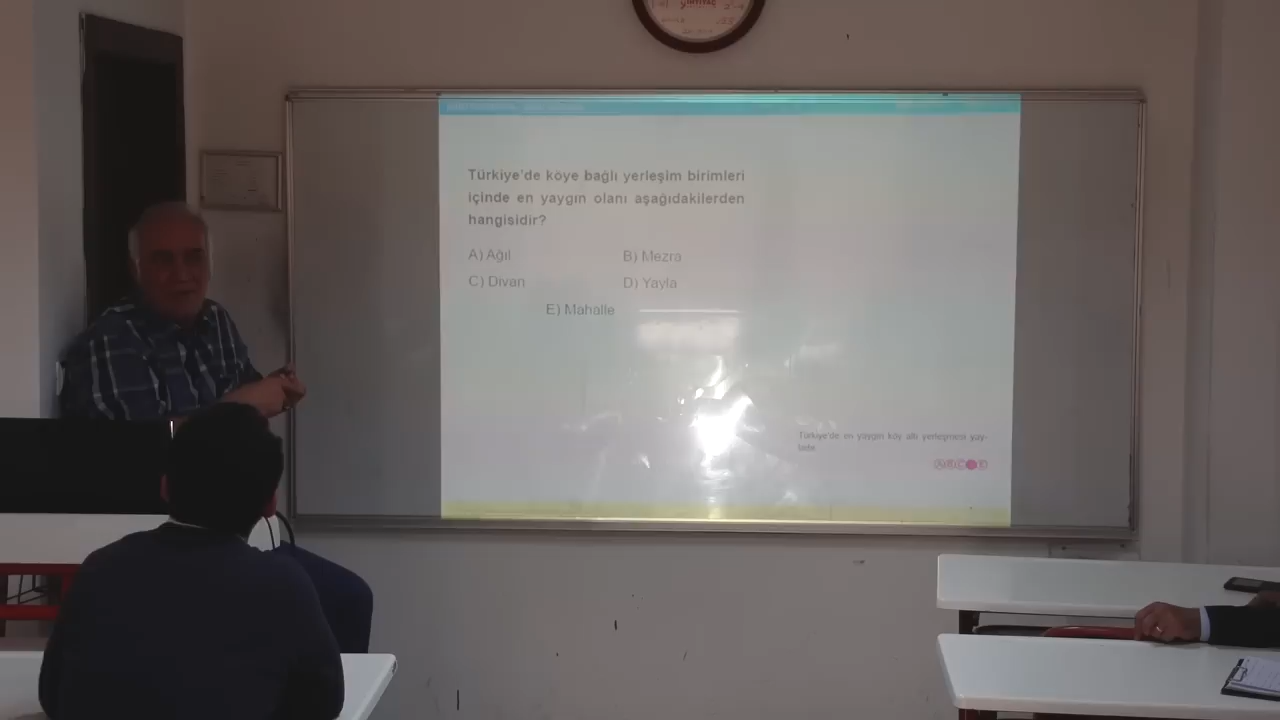 Türkiye'de köye bağlı yerleşim birimleri
içinde en yaygın olanı aşağıdakilerden
hangisidir?
A) Ağıl
B) Mezra
C) Divan
D) Yayla
E) Mahalle
Türkiye'de en yaygın köy altı yerleşmesi yay-
ladır.